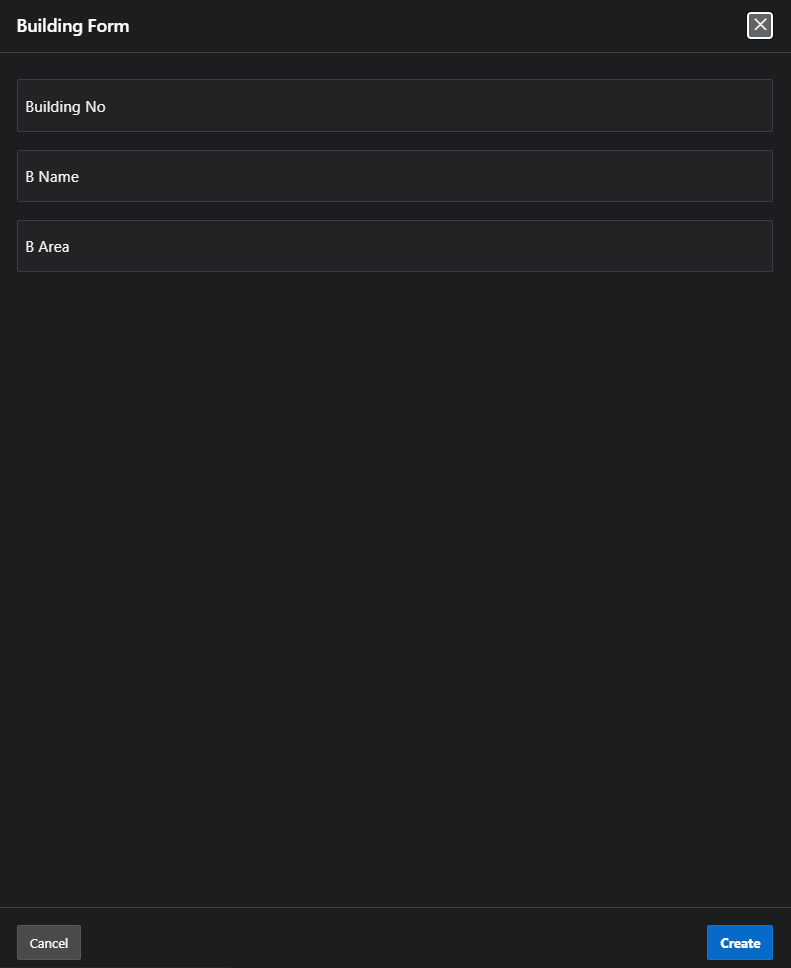 Building Form
Building No
B Name
B Area
Cancel
Create